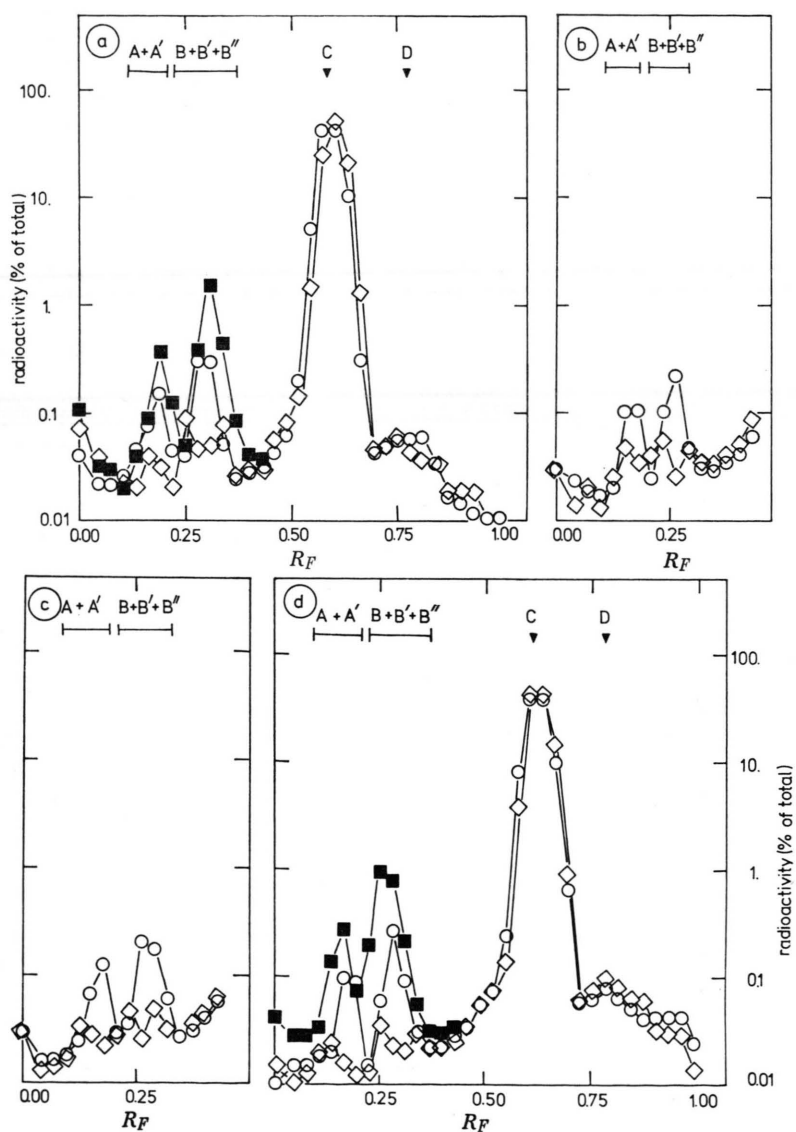 a
A+A′ B+B′+B″ C D
100.
10.
1.
0.1
0.01
radioactivity (% of total)
0.00 0.25 0.50 0.75 1.00
R_F
b
A+A′ B+B′+B″
0.00 0.25
R_F
c
A+A′ B+B′+B″
0.00 0.25
R_F
d
A+A′ B+B′+B″ C D
100.
10.
1.
0.1
0.01
radioactivity (% of total)
0.25 0.50 0.75 1.00
R_F